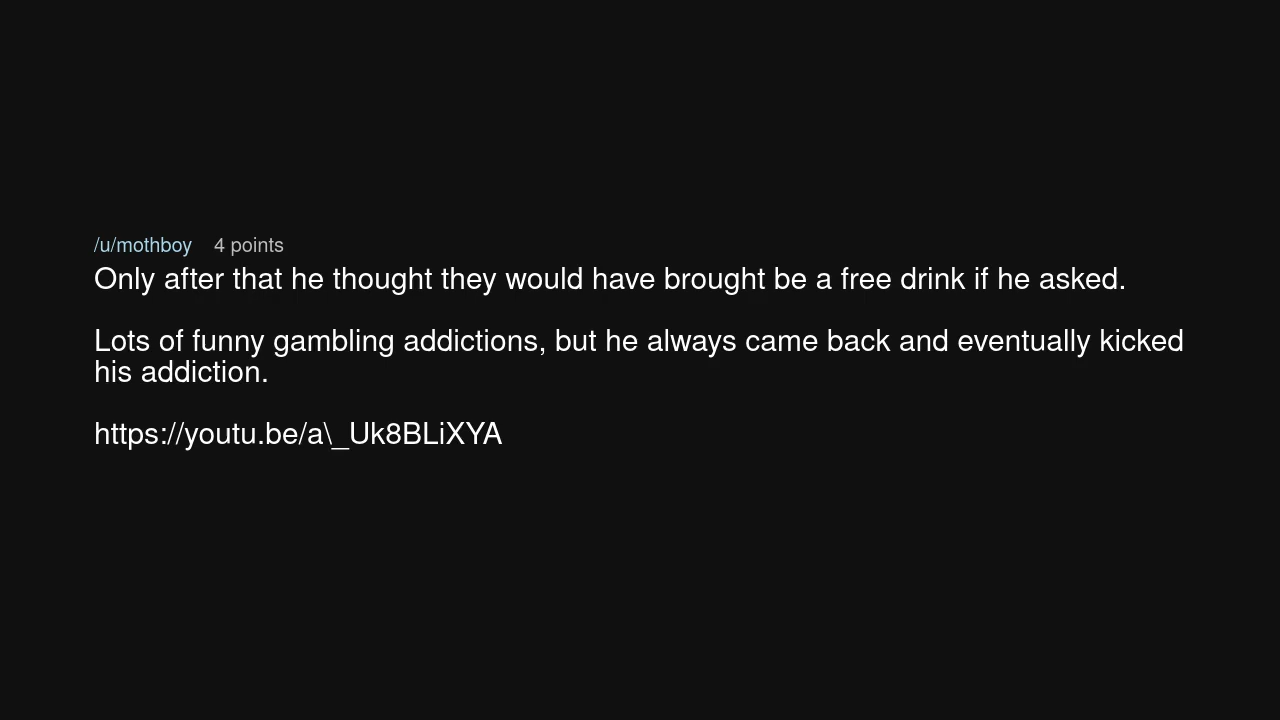 /u/mothboy 4 points
Only after that he thought they would have brought be a free drink if he asked.
Lots of funny gambling addictions, but he always came back and eventually kicked
his addiction.
https://youtu.be/a\_Uk8BLiXYA